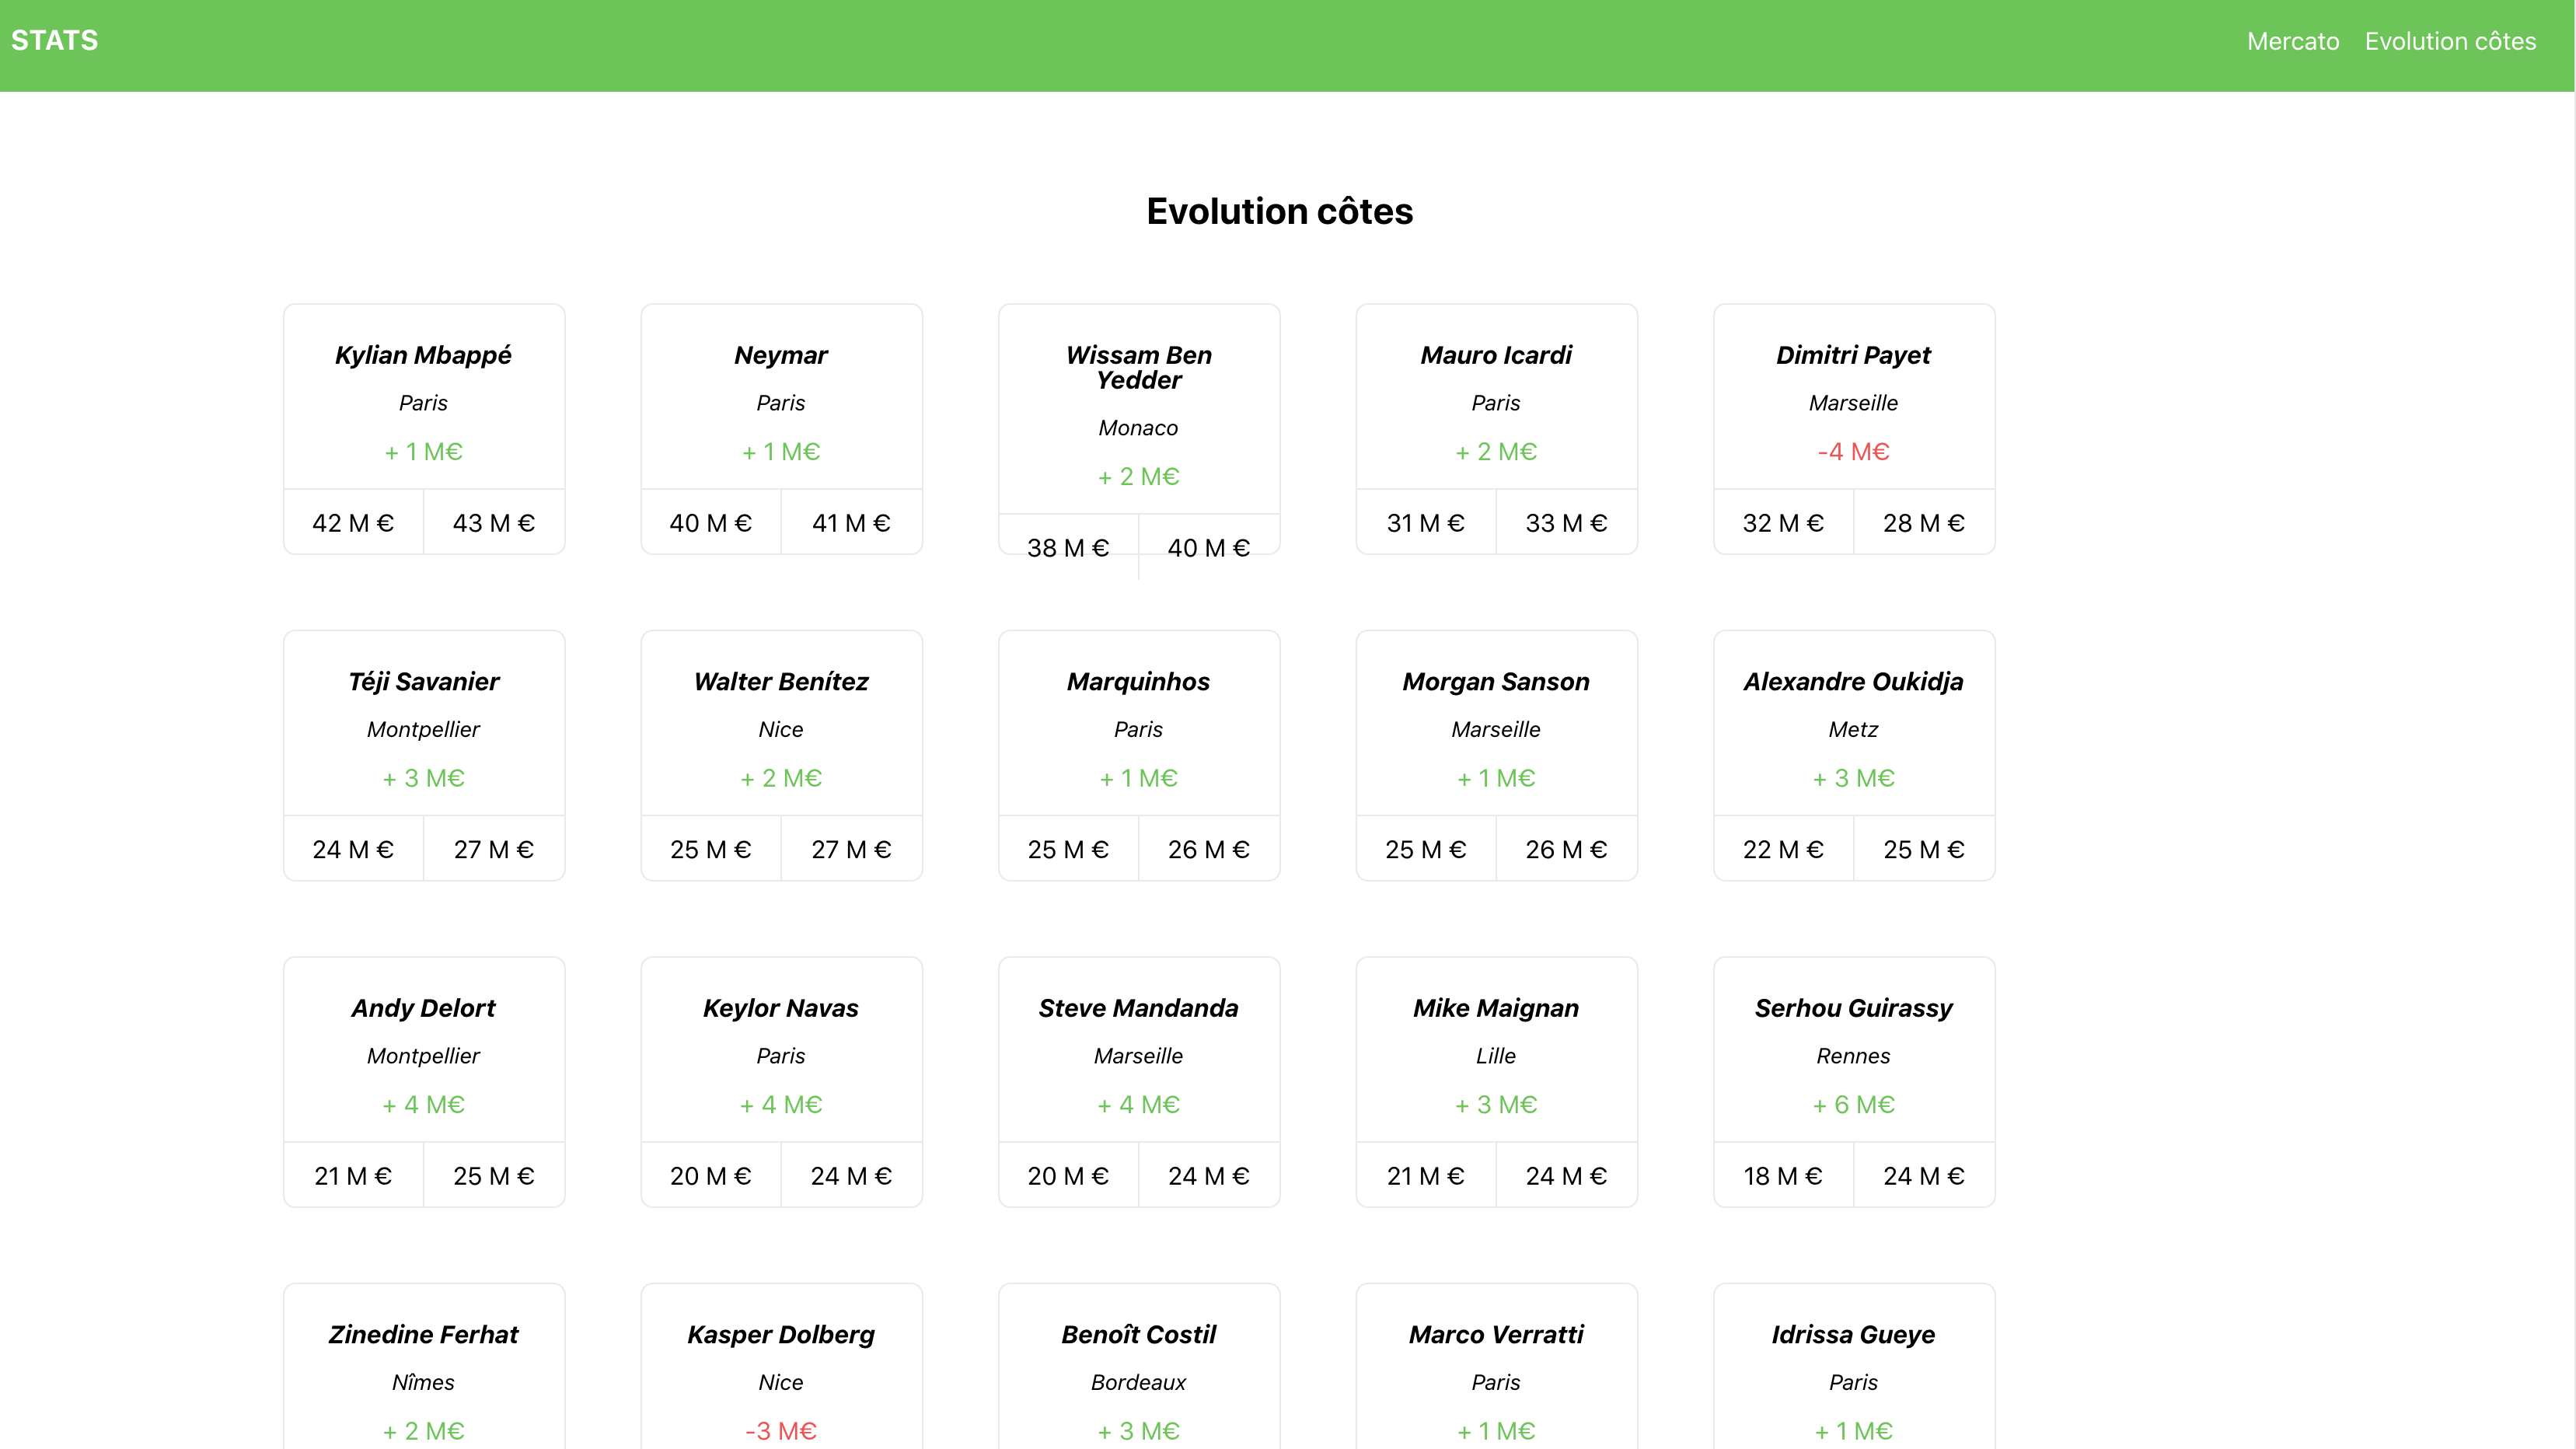 STATS
Mercato Evolution côtes
Evolution côtes
Kylian Mbappé
Paris
+ 1 M€
42 M € 43 M €
Neymar
Paris
+ 1 M€
40 M € 41 M €
Wissam Ben
Yedder
Monaco
+ 2 M€
38 M € 40 M €
Mauro Icardi
Paris
+ 2 M€
31 M € 33 M €
Dimitri Payet
Marseille
-4 M€
32 M € 28 M €
Téji Savanier
Montpellier
+ 3 M€
24 M € 27 M €
Walter Benítez
Nice
+ 2 M€
25 M € 27 M €
Marquinhos
Paris
+ 1 M€
25 M € 26 M €
Morgan Sanson
Marseille
+ 1 M€
25 M € 26 M €
Alexandre Oukidja
Metz
+ 3 M€
22 M € 25 M €
Andy Delort
Montpellier
+ 4 M€
21 M € 25 M €
Keylor Navas
Paris
+ 4 M€
20 M € 24 M €
Steve Mandanda
Marseille
+ 4 M€
20 M € 24 M €
Mike Maignan
Lille
+ 3 M€
21 M € 24 M €
Serhou Guirassy
Rennes
+ 6 M€
18 M € 24 M €
Zinedine Ferhat
Nîmes
+ 2 M€
Kasper Dolberg
Nice
-3 M€
Benoît Costil
Bordeaux
+ 3 M€
Marco Verratti
Paris
+ 1 M€
Idrissa Gueye
Paris
+ 1 M€